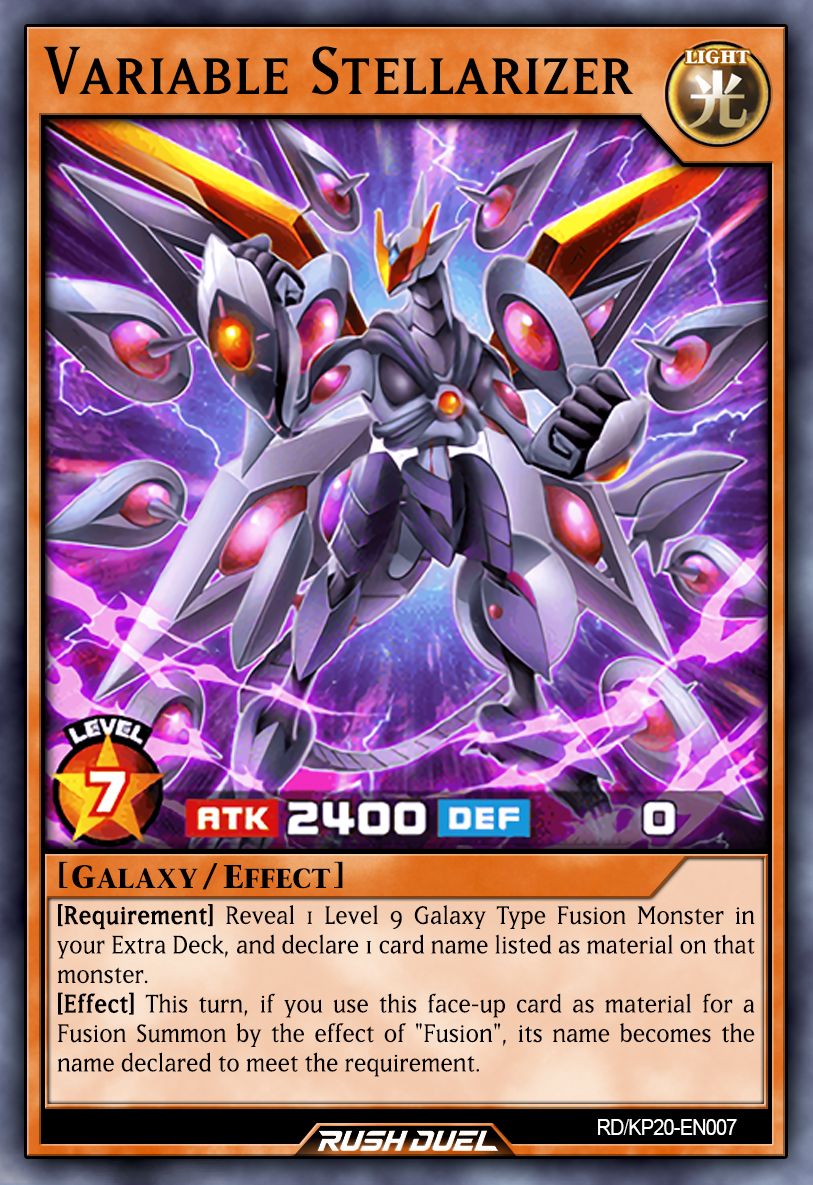 VARIABLE STELLARIZER
LIGHT
光
LEVEL
7
ATK 2400 DEF 0
[GALAXY/EFFECT]
[Requirement] Reveal 1 Level 9 Galaxy Type Fusion Monster in
your Extra Deck, and declare 1 card name listed as material on that
monster.
[Effect] This turn, if you use this face-up card as material for a
Fusion Summon by the effect of "Fusion", its name becomes the
name declared to meet the requirement.
RD/KP20-EN007
RUSH DUEL